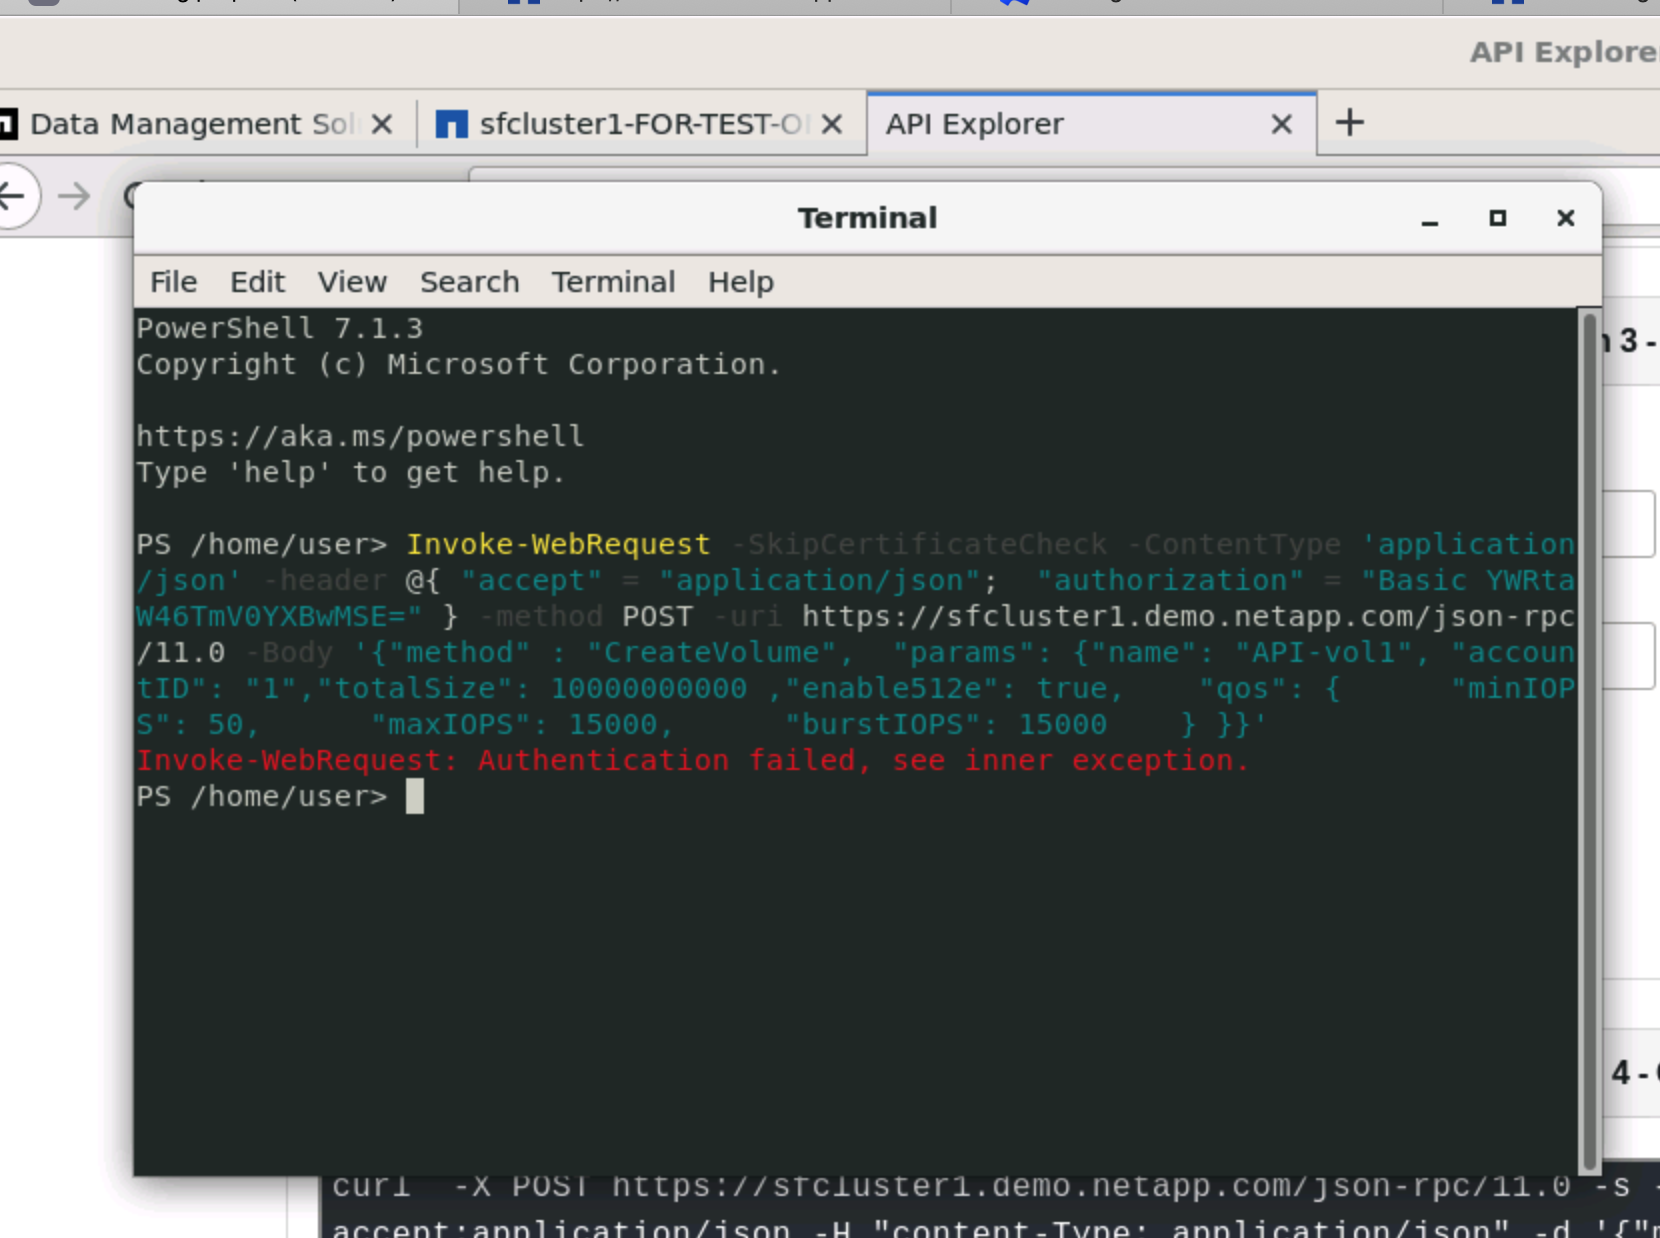 API Explore
Data Management Sol
sfcluster1-FOR-TEST-O
API Explorer
Terminal
File Edit View Search Terminal Help
PowerShell 7.1.3
Copyright (c) Microsoft Corporation.
https://aka.ms/powershell
Type 'help' to get help.
PS /home/user> Invoke-WebRequest -SkipCertificateCheck -ContentType 'application
/json' -header @{ "accept" = "application/json";  "authorization" = "Basic YWRta
W46TmV0YXBwMSE=" } -method POST -uri https://sfcluster1.demo.netapp.com/json-rpc
/11.0 -Body '{"method" : "CreateVolume",  "params": {"name": "API-vol1", "accoun
tID": "1","totalSize": 10000000000 ,"enable512e": true,    "qos": {      "minIOP
S": 50,      "maxIOPS": 15000,      "burstIOPS": 15000    } }}'
Invoke-WebRequest: Authentication failed, see inner exception.
PS /home/user>
3 -
4 -
curl  -X POST https://sfcluster1.demo.netapp.com/json-rpc/11.0 -s
accept:application/json -H "content-Type: application/json" -d '{"